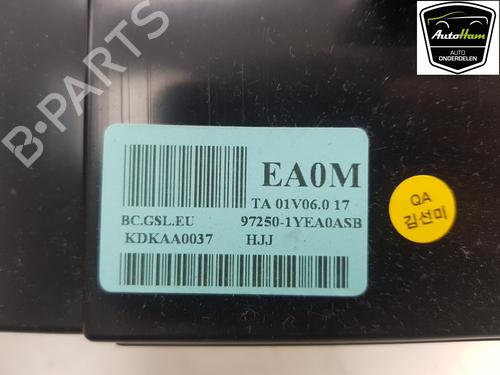 AutoHam
AUTO
ONDERDELEN
B·PARTS
EA0M
TA 01V06.0 17
BC.GSL.EU 97250-1YEA0ASB
KDKAA0037 HJJ
QA
김선미